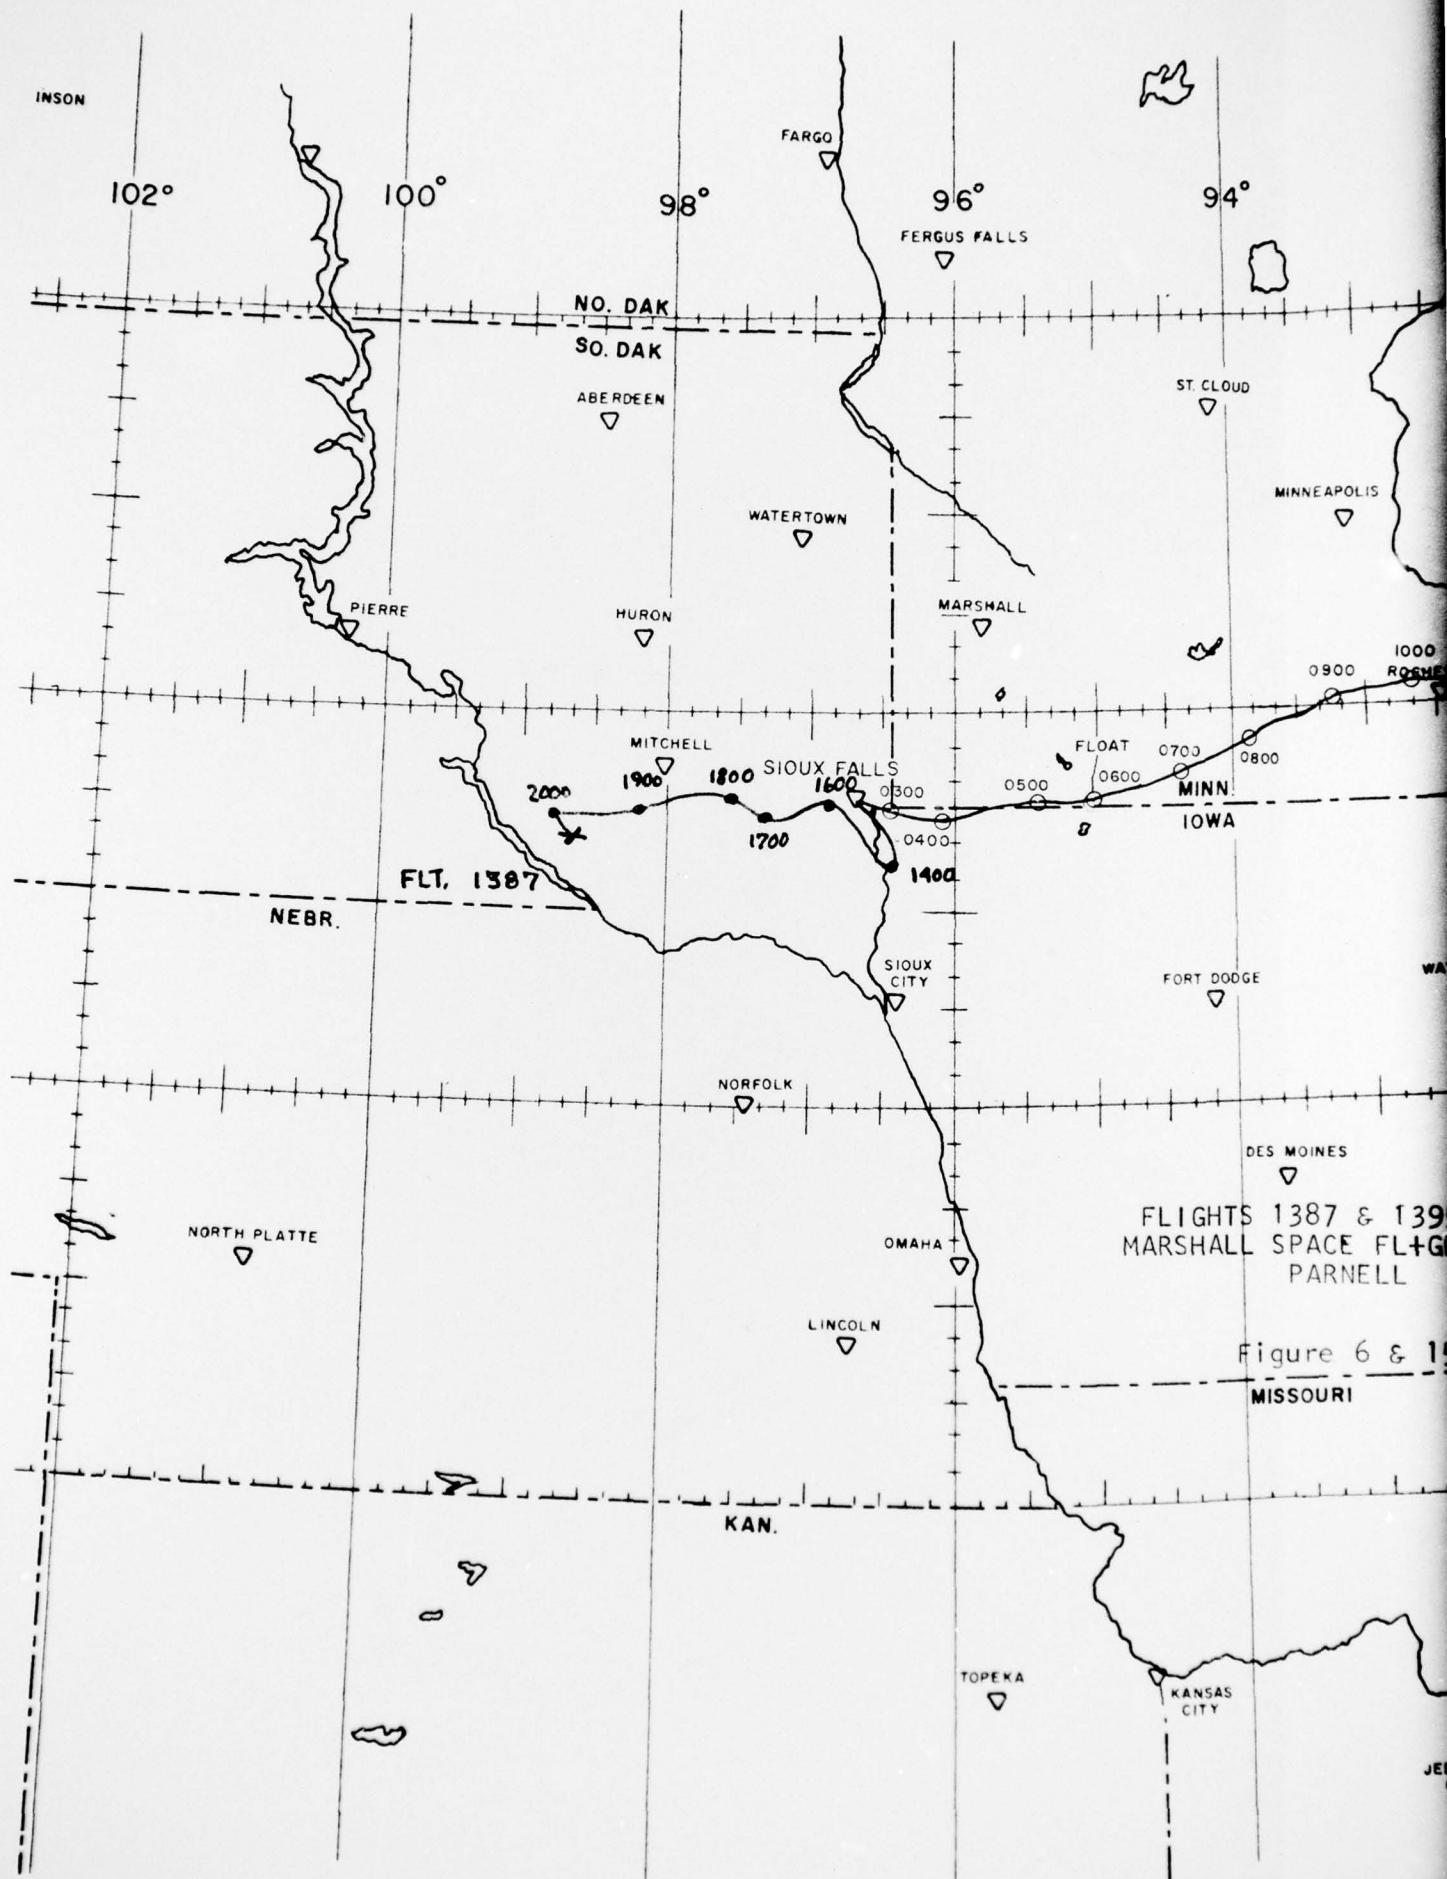 INSON
FARGO
102°
100°
98°
96°
94°
FERGUS FALLS
NO. DAK
SO. DAK
ABERDEEN
ST. CLOUD
MINNEAPOLIS
WATERTOWN
PIERRE
HURON
MARSHALL
1000
0900
MITCHELL
FLOAT
0700
0800
SIOUX FALLS
1900
1800
1600
0300
0500
0600
2000
MINN
IOWA
1700
0400
1400
FLT. 1387
NEBR.
SIOUX
CITY
FORT DODGE
WA
NORFOLK
DES MOINES
NORTH PLATTE
OMAHA
FLIGHTS 1387 & 139
MARSHALL SPACE FL+G
PARNELL
LINCOLN
Figure 6 & 1
MISSOURI
KAN.
TOPEKA
KANSAS
CITY
JE